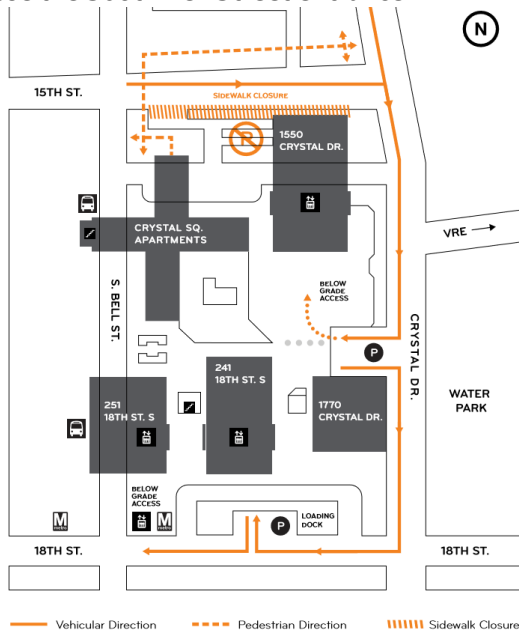 N
15TH ST.
SIDEWALK CLOSURE
P
1550
CRYSTAL DR.
CRYSTAL SQ.
APARTMENTS
VRE
S. BELL ST.
BELOW
GRADE
ACCESS
CRYSTAL DR.
P
241
18TH ST. S
251
18TH ST. S
1770
CRYSTAL DR.
WATER
PARK
BELOW
GRADE
ACCESS
M
metro
M
metro
P
LOADING
DOCK
18TH ST.
18TH ST.
Vehicular Direction
Pedestrian Direction
Sidewalk Closure